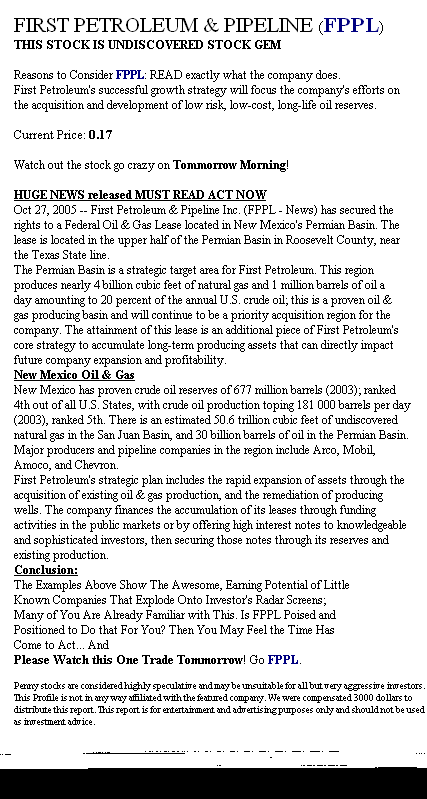 FIRST PETROLEUM & PIPELINE (FPPL)
THIS STOCK IS UNDISCOVERED STOCK GEM
Reasons to Consider FPPL: READ exactly what the company does.
First Petroleum's successful growth strategy will focus the company's efforts on
the acquisition and development of low risk, low-cost, long-life oil reserves.
Current Price: 0.17
Watch out the stock go crazy on Tommorrow Morning!
HUGE NEWS released MUST READ ACT NOW
Oct 27, 2005 -- First Petroleum & Pipeline Inc. (FPPL - News) has secured the
rights to a Federal Oil & Gas Lease located in New Mexico's Permian Basin. The
lease is located in the upper half of the Permian Basin in Roosevelt County, near
the Texas State line.
The Permian Basin is a strategic target area for First Petroleum. This region
produces nearly 4 billion cubic feet of natural gas and 1 million barrels of oil a
day amounting to 20 percent of the annual U.S. crude oil; this is a proven oil &
gas producing basin and will continue to be a priority acquisition region for the
company. The attainment of this lease is an additional piece of First Petroleum's
core strategy to accumulate long-term producing assets that can directly impact
future company expansion and profitability.
New Mexico Oil & Gas
New Mexico has proven crude oil reserves of 677 million barrels (2003); ranked
4th out of all U.S. States, with crude oil production toping 181 000 barrels per day
(2003), ranked 5th. There is an estimated 50.6 trillion cubic feet of undiscovered
natural gas in the San Juan Basin, and 30 billion barrels of oil in the Permian Basin.
Major producers and pipeline companies in the region include Arco, Mobil,
Amoco, and Chevron.
First Petroleum's strategic plan includes the rapid expansion of assets through the
acquisition of existing oil & gas production, and the remediation of producing
wells. The company finances the accumulation of its leases through funding
activities in the public markets or by offering high interest notes to knowledgeable
and sophisticated investors, then securing those notes through its reserves and
existing production.
Conclusion:
The Examples Above Show The Awesome, Earning Potential of Little
Known Companies That Explode Onto Investor's Radar Screens;
Many of You Are Already Familiar with This. Is FPPL Poised and
Positioned to Do that For You? Then You May Feel the Time Has
Come to Act... And
Please Watch this One Trade Tommorrow! Go FPPL.
Penny stocks are considered highly speculative and may be unsuitable for all but very aggressive investors.
This Profile is not in any way affiliated with the featured company. We were compensated 3000 dollars to
distribute this report. This report is for entertainment and advertising purposes only and should not be used
as investment advice.